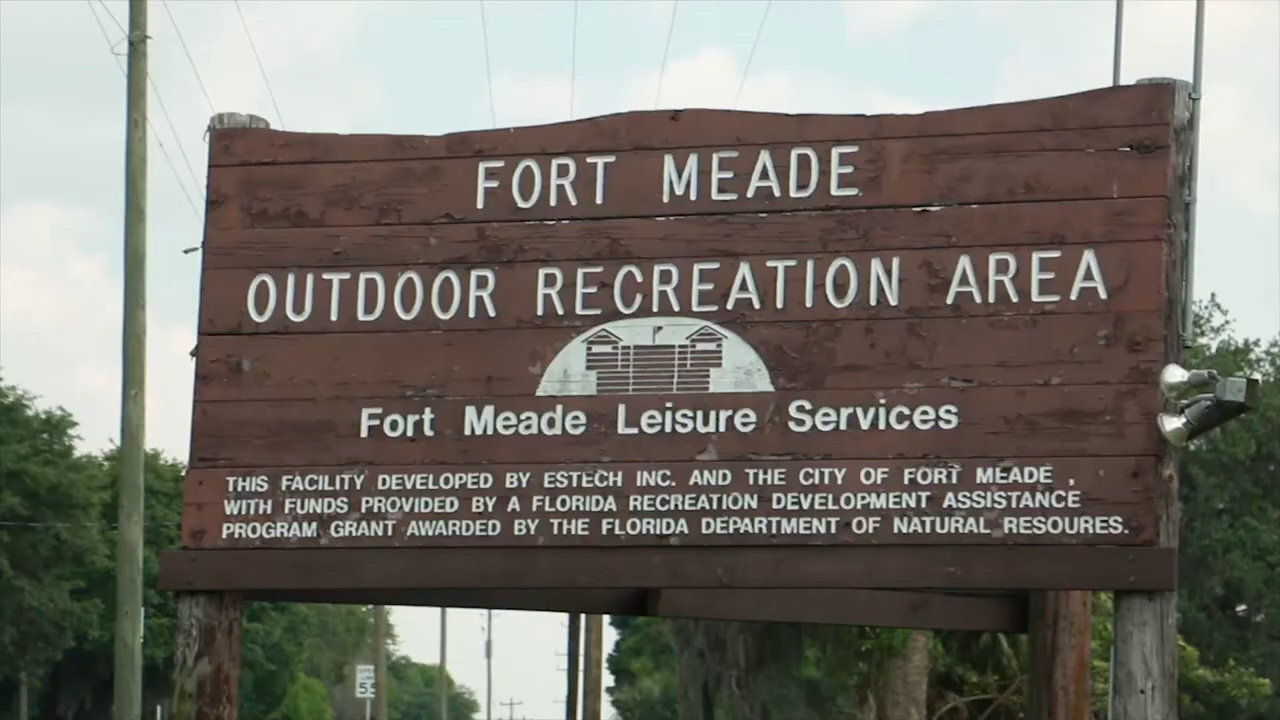 FORT MEADE
OUTDOOR RECREATION AREA
Fort Meade Leisure Services
THIS FACILITY DEVELOPED BY ESTECH INC. AND THE CITY OF FORT MEADE ,
WITH FUNDS PROVIDED BY A FLORIDA RECREATION DEVELOPMENT ASSISTANCE
PROGRAM GRANT AWARDED BY THE FLORIDA DEPARTMENT OF NATURAL RESOURES.